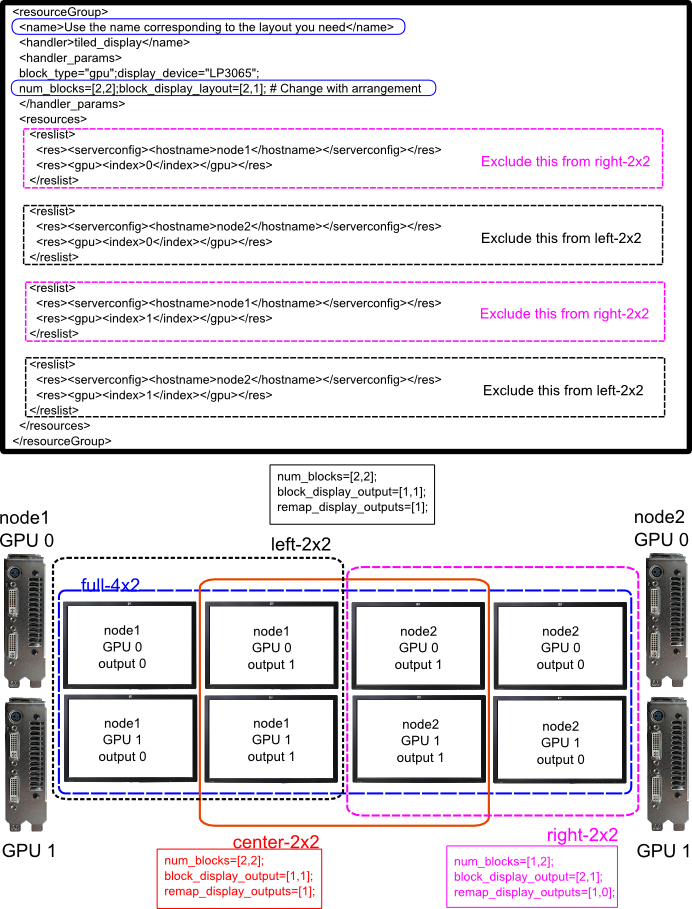 <resourceGroup>
<name>Use the name corresponding to the layout you need</name>
<handler>tiled_display</name>
<handler_params>
block_type="gpu";display_device="LP3065";
num_blocks=[2,2];block_display_layout=[2,1]; # Change with arrangement
</handler_params>
<resources>
<reslist>
<res><serverconfig><hostname>node1</hostname></serverconfig></res>
<res><gpu><index>0</index></gpu></res>
</reslist>
Exclude this from right-2x2
<reslist>
<res><serverconfig><hostname>node2</hostname></serverconfig></res>
<res><gpu><index>0</index></gpu></res>
</reslist>
Exclude this from left-2x2
<reslist>
<res><serverconfig><hostname>node1</hostname></serverconfig></res>
<res><gpu><index>1</index></gpu></res>
</reslist>
Exclude this from right-2x2
<reslist>
<res><serverconfig><hostname>node2</hostname></serverconfig></res>
<res><gpu><index>1</index></gpu></res>
</reslist>
Exclude this from left-2x2
</resources>
</resourceGroup>
num_blocks=[2,2];
block_display_output=[1,1];
remap_display_outputs=[1];
node1
GPU 0
node2
GPU 0
left-2x2
full-4x2
node1
GPU 0
output 0
node1
GPU 0
output 1
node2
GPU 0
output 1
node2
GPU 0
output 0
node1
GPU 1
output 0
node1
GPU 1
output 1
node2
GPU 1
output 1
node2
GPU 1
output 0
GPU 1
GPU 1
center-2x2
num_blocks=[2,2];
block_display_output=[1,1];
remap_display_outputs=[1];
right-2x2
num_blocks=[1,2];
block_display_output=[2,1];
remap_display_outputs=[1,0];